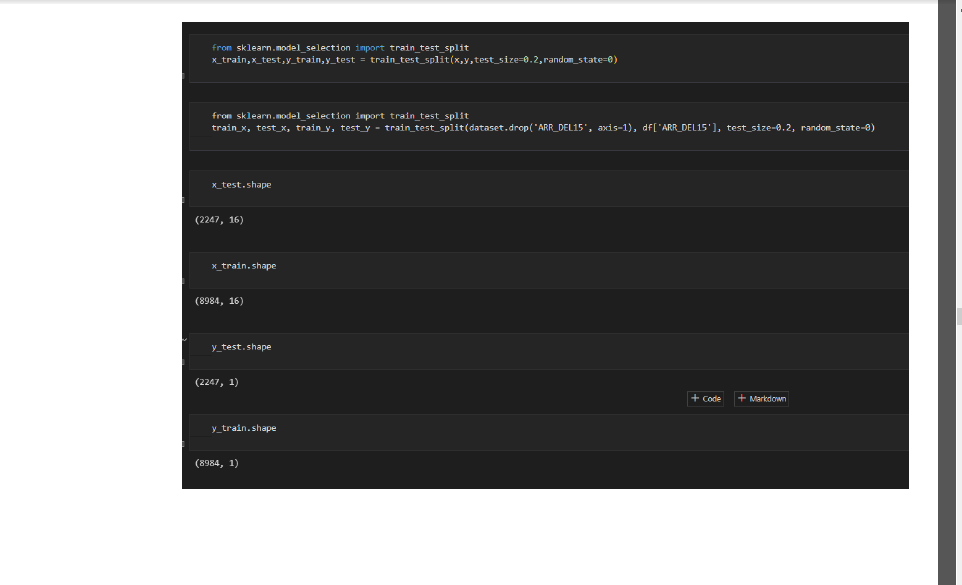 from sklearn.model_selection import train_test_split
x_train,x_test,y_train,y_test = train_test_split(x,y,test_size=0.2,random_state=0)
from sklearn.model_selection import train_test_split
train_x, test_x, train_y, test_y = train_test_split(dataset.drop('ARR_DEL15', axis=1), df['ARR_DEL15'], test_size=0.2, random_state=0)
x_test.shape
(2247, 16)
x_train.shape
(8984, 16)
y_test.shape
(2247, 1)
+ Code + Markdown
y_train.shape
(8984, 1)